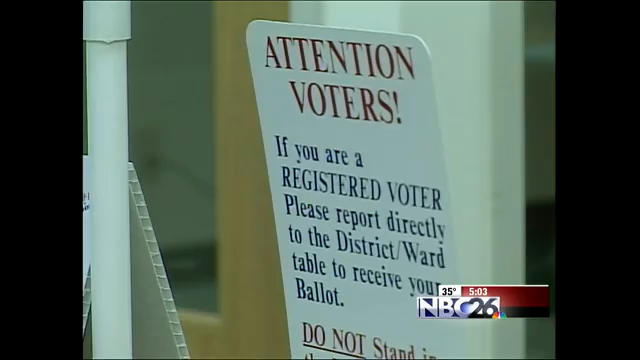 ATTENTION
VOTERS!
If you are a
REGISTERED VOTER
Please report directly
to the District/Ward
table to receive your
Ballot.
DO NOT Stand in
35° 5:03
NBC26